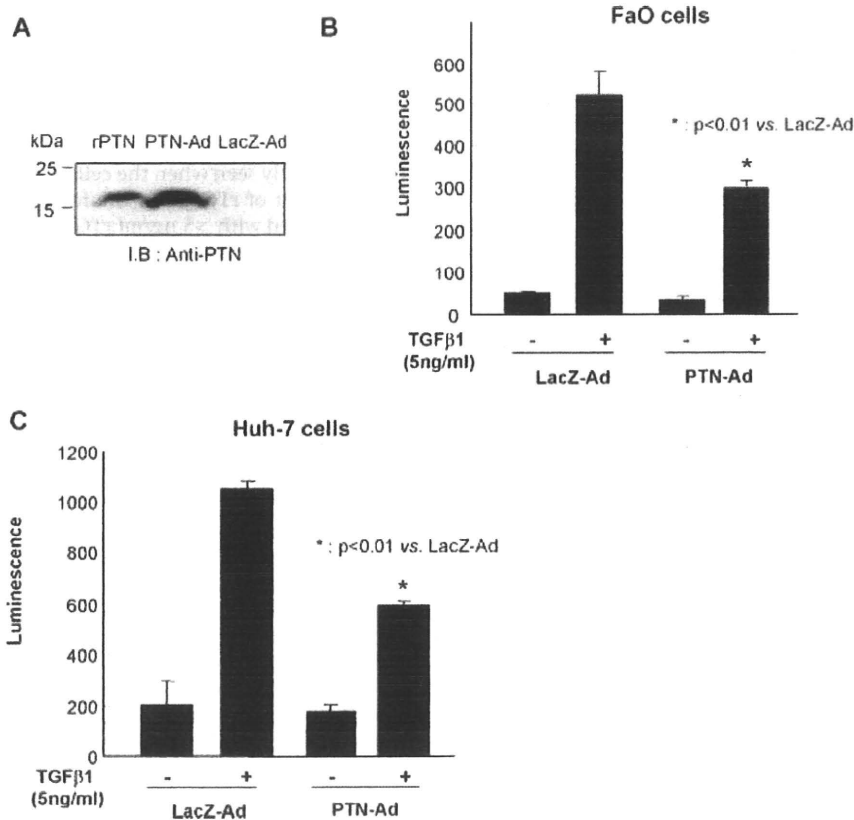 A
kDa rPTN PTN-Ad LacZ-Ad
25
15
I.B : Anti-PTN
B
FaO cells
Luminescence
600
500
400
300
200
100
0
* : p<0.01 vs. LacZ-Ad
*
TGFβ1 - + - +
(5ng/ml)
LacZ-Ad PTN-Ad
C
Huh-7 cells
Luminescence
1200
1000
800
600
400
200
0
* : p<0.01 vs. LacZ-Ad
*
TGFβ1 - + - +
(5ng/ml)
LacZ-Ad PTN-Ad